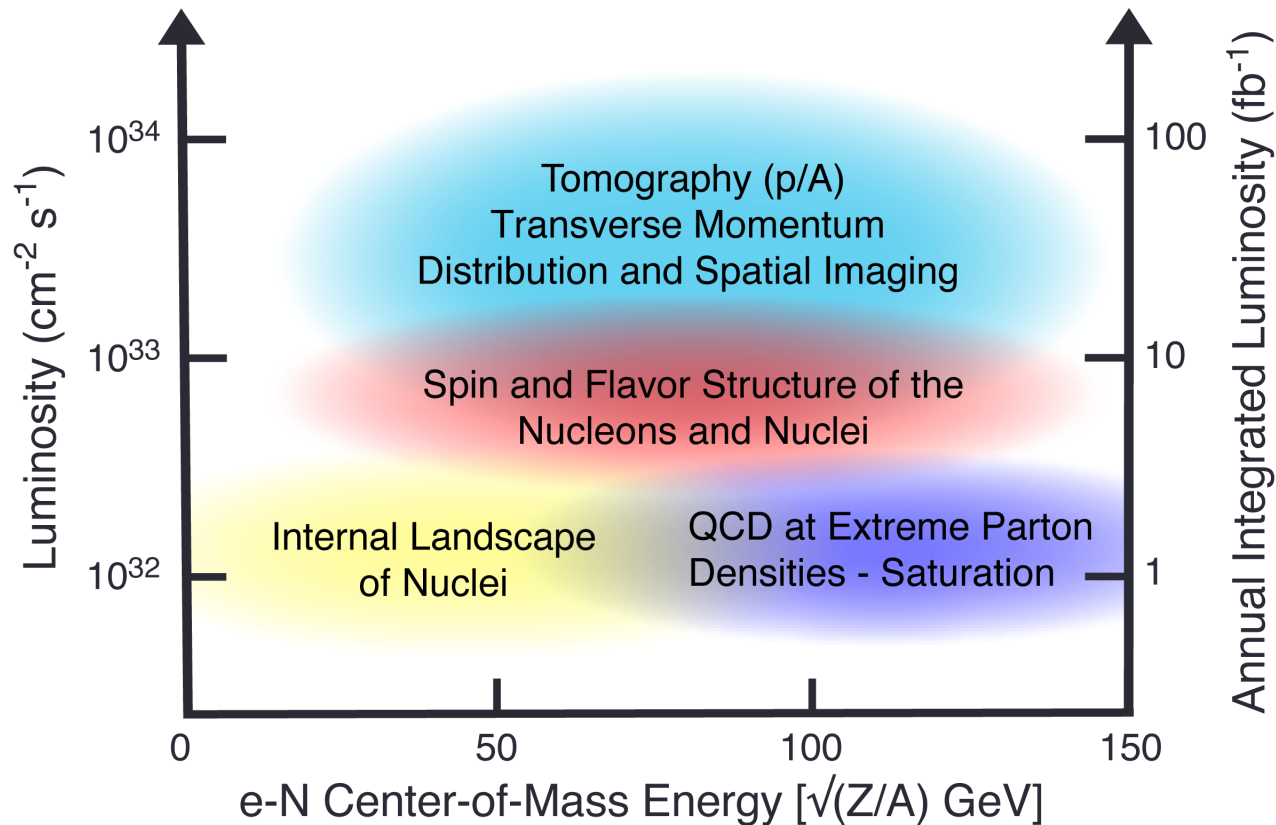 Luminosity (cm-2 s-1)
10³⁴
10³³
10³²
Tomography (p/A)
Transverse Momentum
Distribution and Spatial Imaging
Spin and Flavor Structure of the
Nucleons and Nuclei
Internal Landscape
of Nuclei
QCD at Extreme Parton
Densities - Saturation
100
10
1
Annual Integrated Luminosity (fb-1)
0
50
100
150
e-N Center-of-Mass Energy [√(Z/A) GeV]